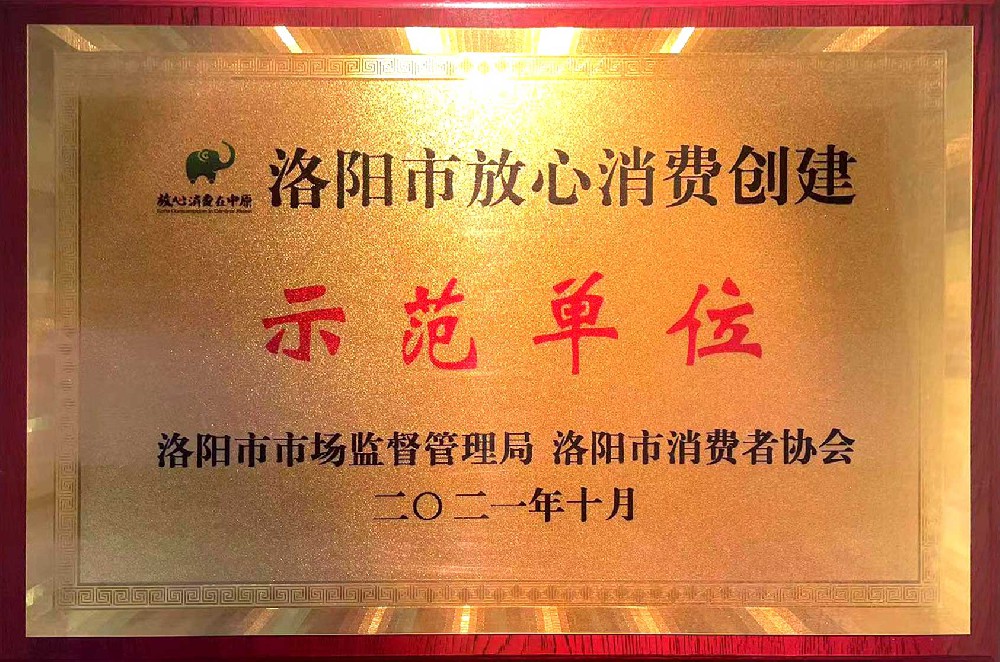 洛阳市放心消费创建
放心消费在中原
示范单位
洛阳市市场监督管理局 洛阳市消费者协会
二〇二一年十月